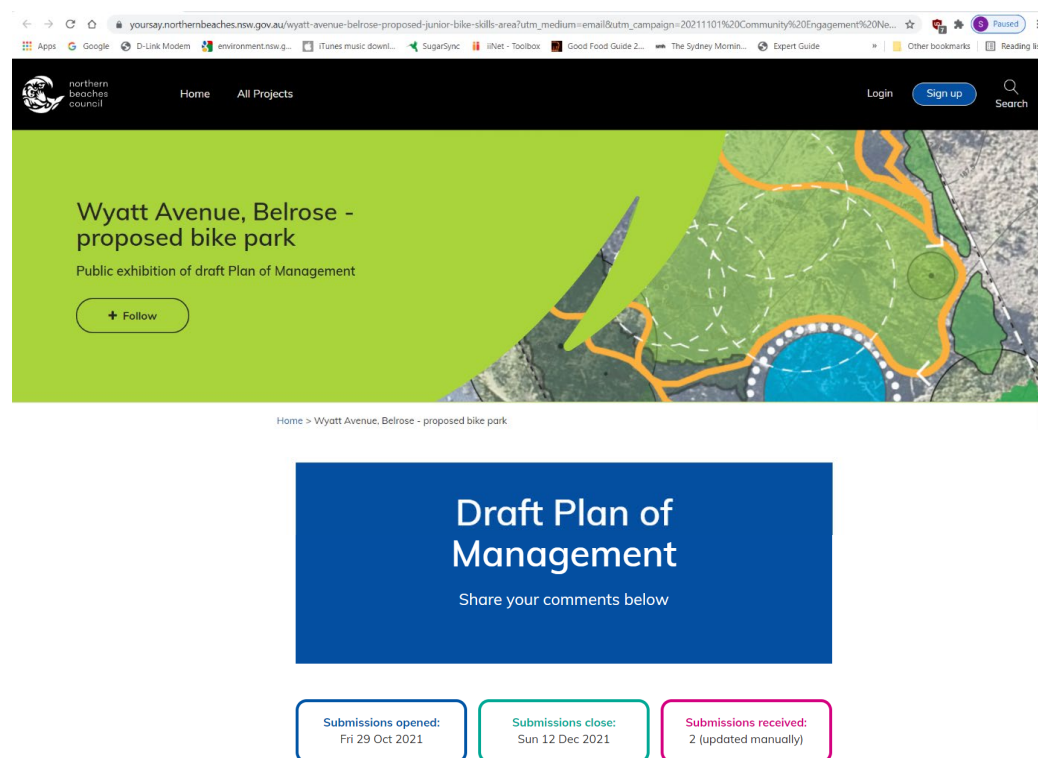 yoursay.northernbeaches.nsw.gov.au/wyatt-avenue-belrose-proposed-junior-bike-skills-area?utm_medium=email&utm_campaign=20211101%20Community%20Engagement%20Ne... S Paused
Apps Google D-Link Modem environment.nsw.g... iTunes music downl... SugarSync iiNet - Toolbox Good Food Guide 2... The Sydney Mornin... Expert Guide » Other bookmarks Reading lis
northern
beaches
council
Home All Projects
Login Sign up Search
Wyatt Avenue, Belrose -
proposed bike park
Public exhibition of draft Plan of Management
+ Follow
Home > Wyatt Avenue, Belrose - proposed bike park
Draft Plan of
Management
Share your comments below
Submissions opened: Submissions close: Submissions received:
Fri 29 Oct 2021 Sun 12 Dec 2021 2 (updated manually)